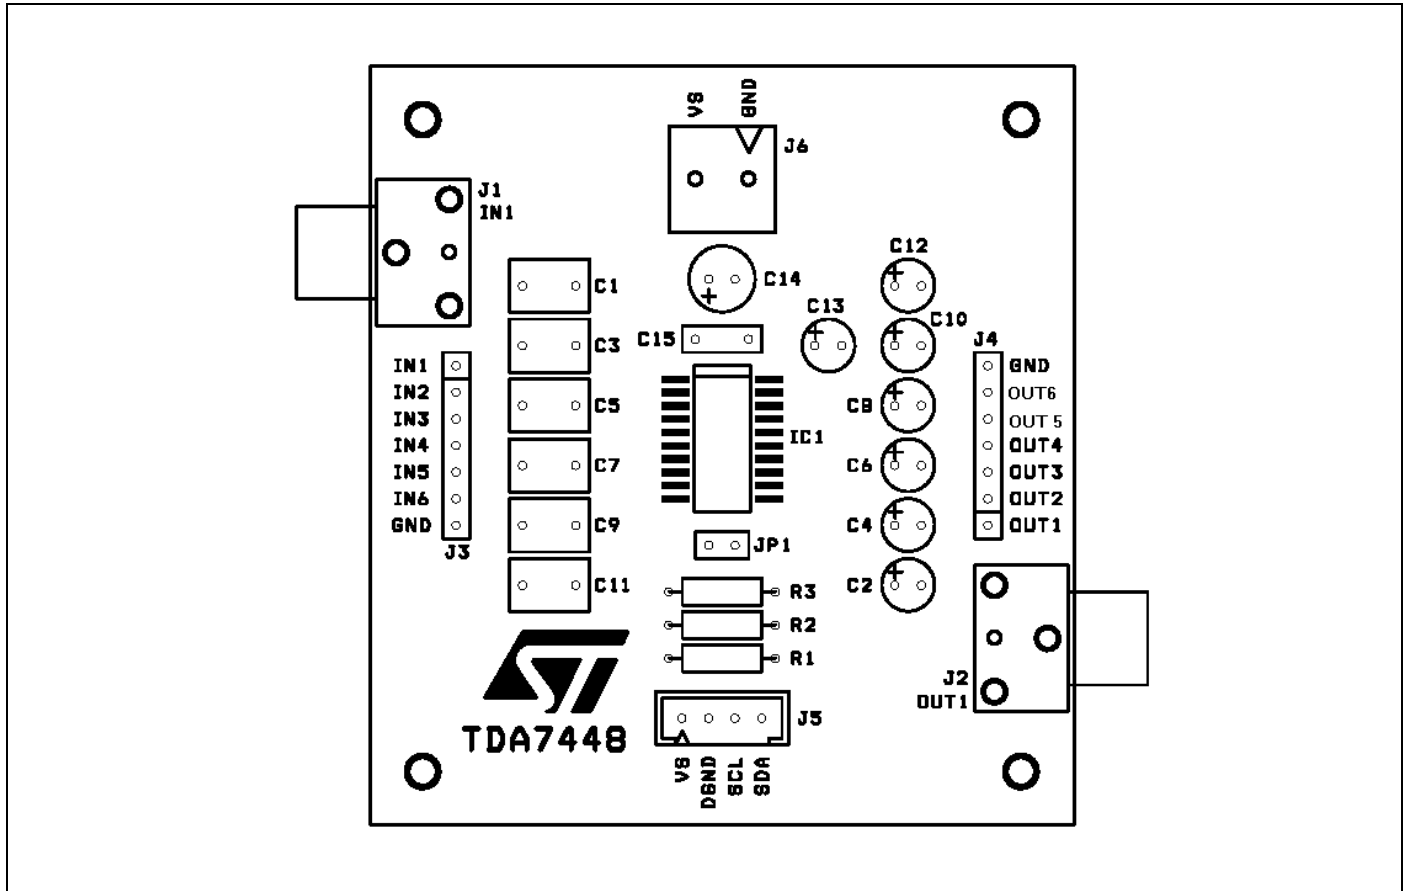 VS
GND
J6
J1
IN1
C12
C1
C14
C13
C10
C3
C15
J4
IN1
IN2
IN3
IN4
IN5
IN6
GND
J3
C5
C7
C9
C11
IC1
JP1
C8
C6
C4
C2
GND
OUT6
OUT 5
OUT4
OUT3
OUT2
OUT1
R3
R2
R1
J2
OUT1
ST
TDA7448
J5
VS
DGND
SCL
SDA